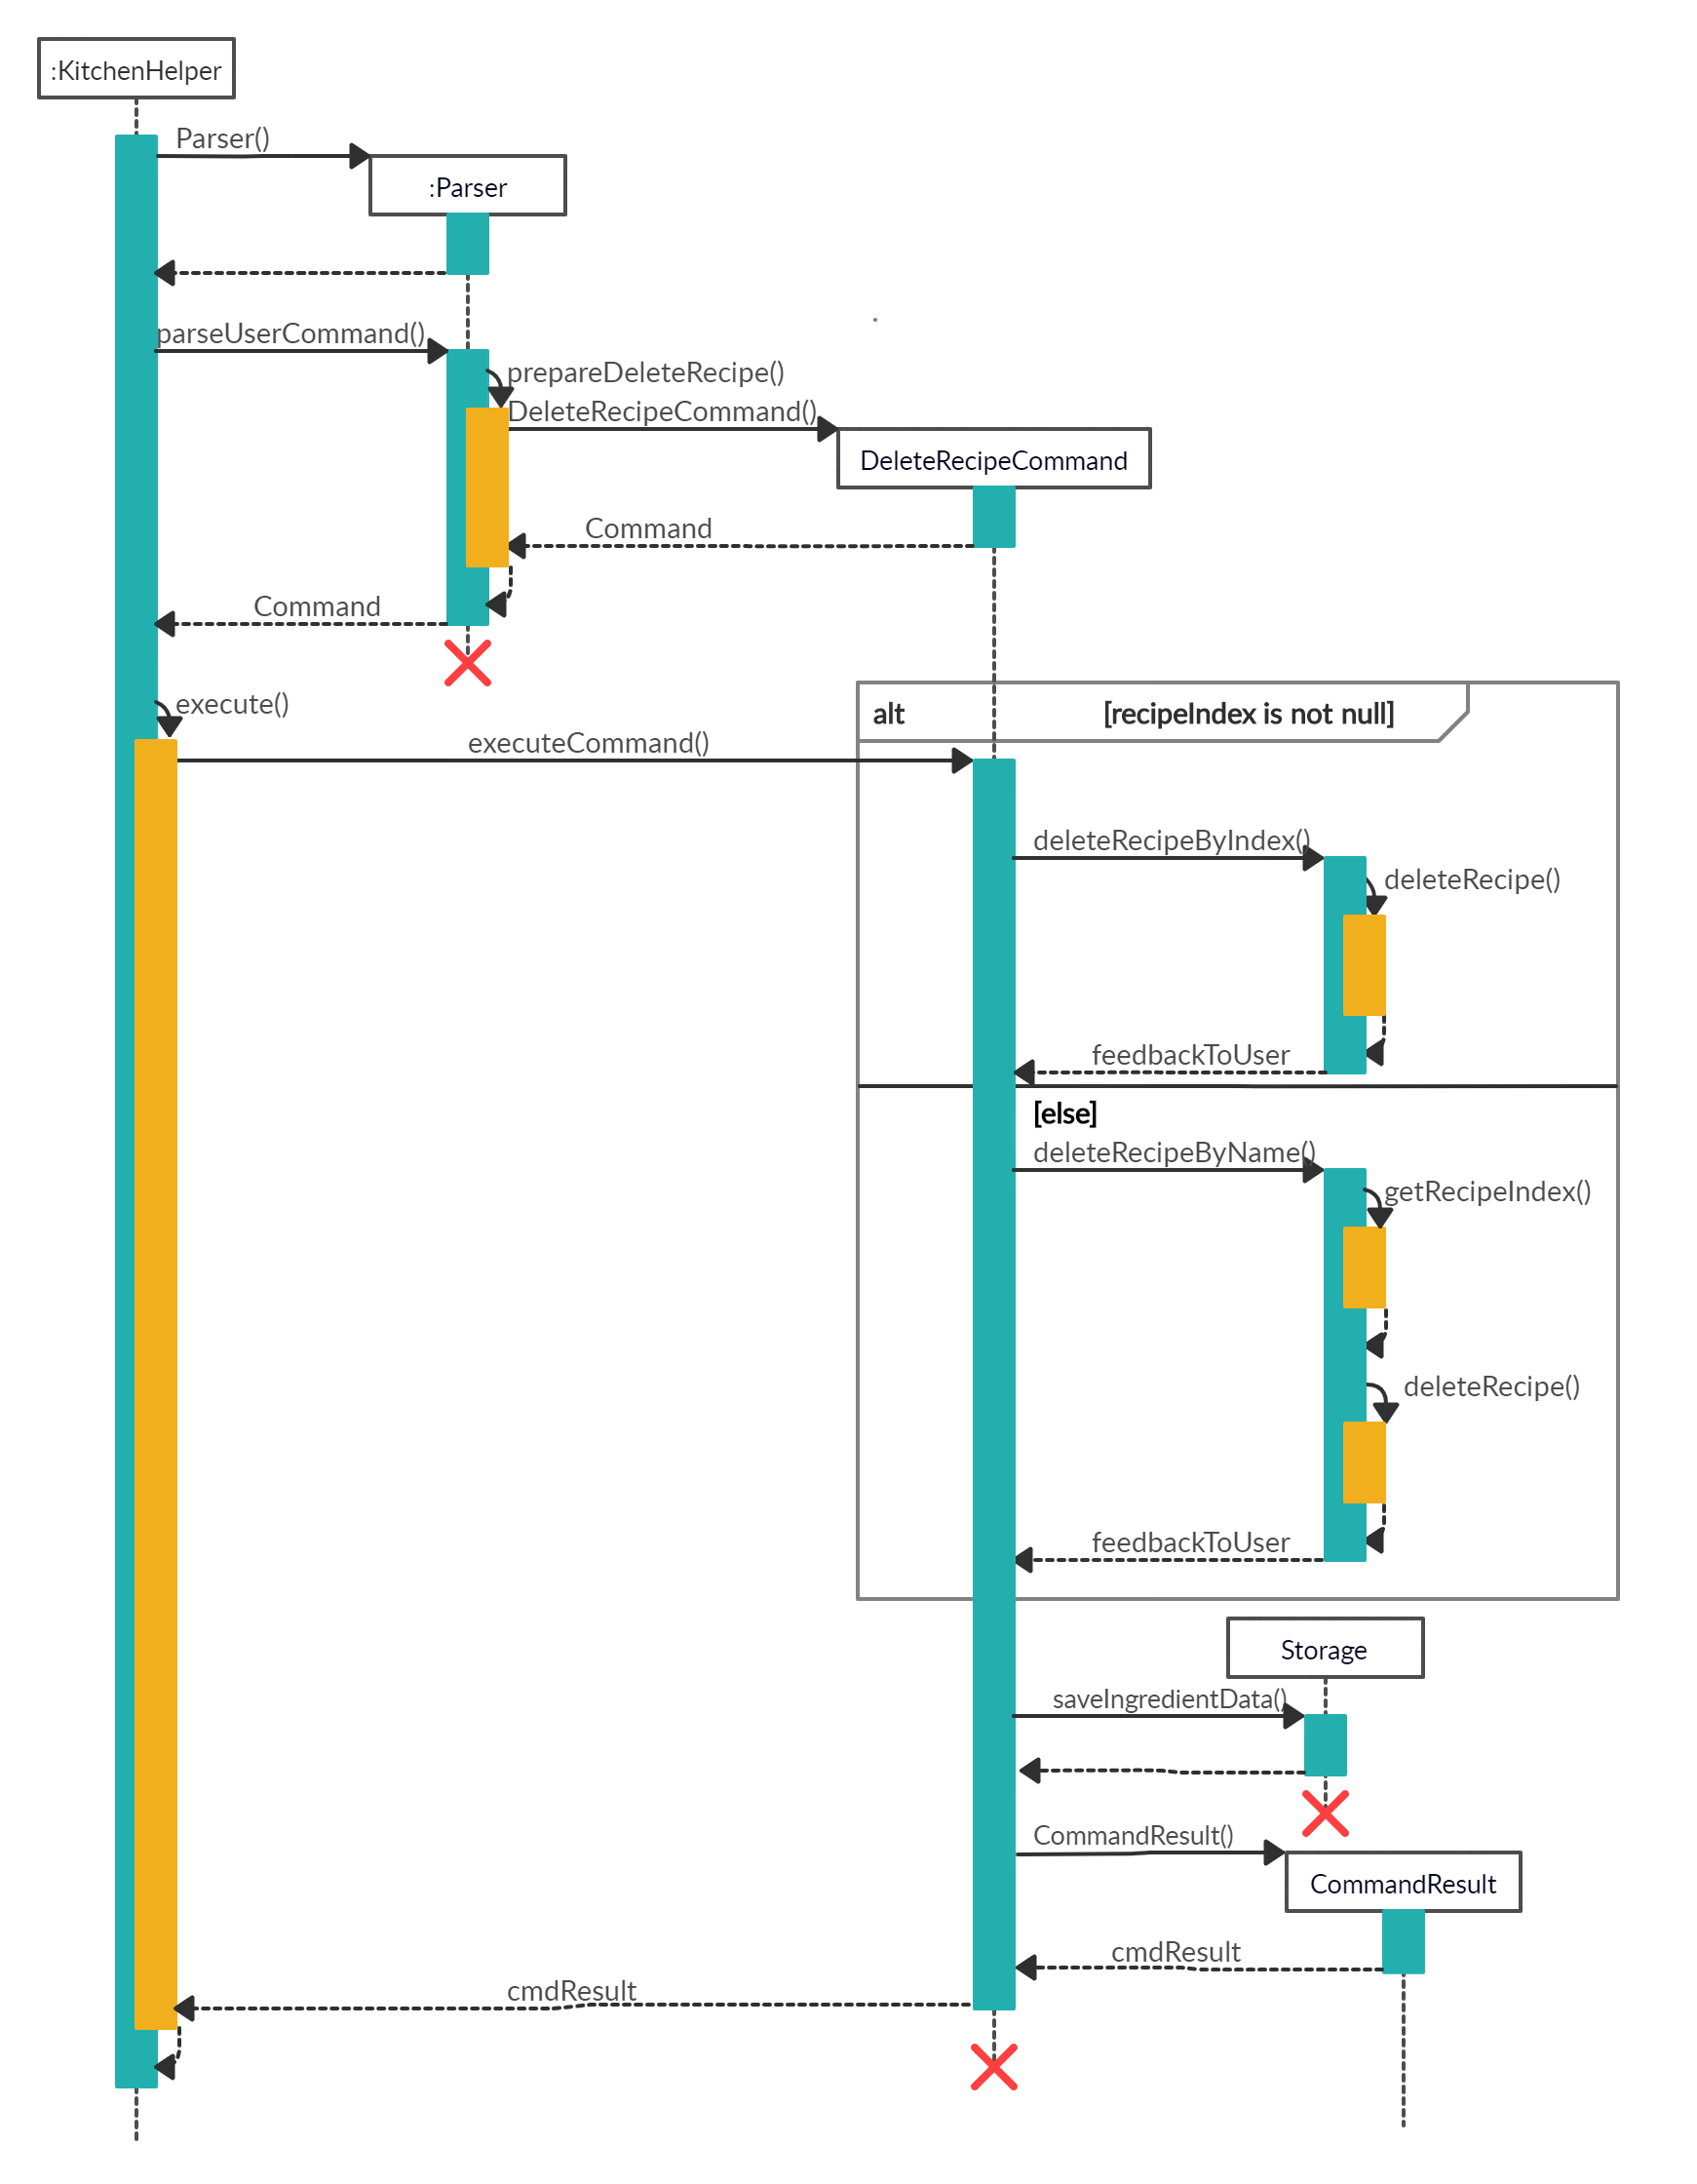 :KitchenHelper
Parser()
:Parser
parseUserCommand()
prepareDeleteRecipe()
DeleteRecipeCommand()
DeleteRecipeCommand
Command
Command
execute()
alt [recipeIndex is not null]
executeCommand()
deleteRecipeByIndex()
deleteRecipe()
feedbackToUser
[else]
deleteRecipeByName()
getRecipeIndex()
deleteRecipe()
feedbackToUser
Storage
saveIngredientData()
CommandResult()
CommandResult
cmdResult
cmdResult